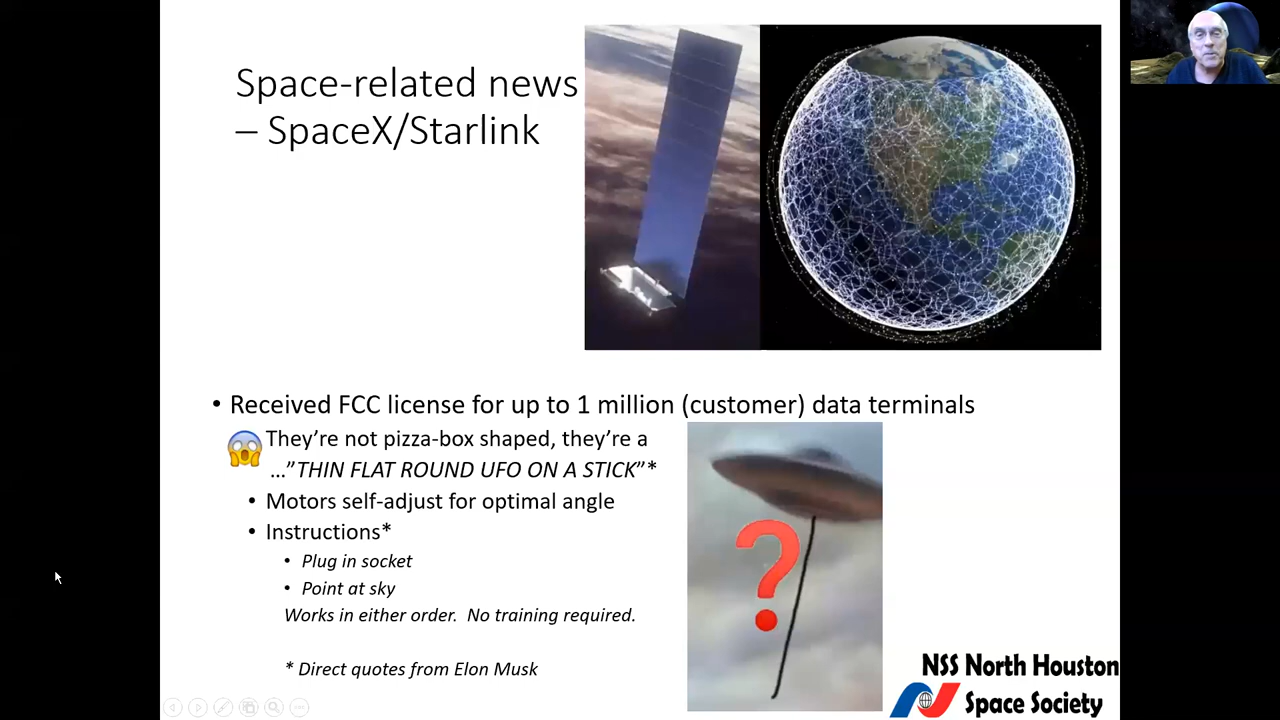 Space-related news
– SpaceX/Starlink
• Received FCC license for up to 1 million (customer) data terminals
They’re not pizza-box shaped, they’re a
…”THIN FLAT ROUND UFO ON A STICK”*
• Motors self-adjust for optimal angle
• Instructions*
• Plug in socket
• Point at sky
Works in either order.  No training required.
?
* Direct quotes from Elon Musk
NSS North Houston
Space Society